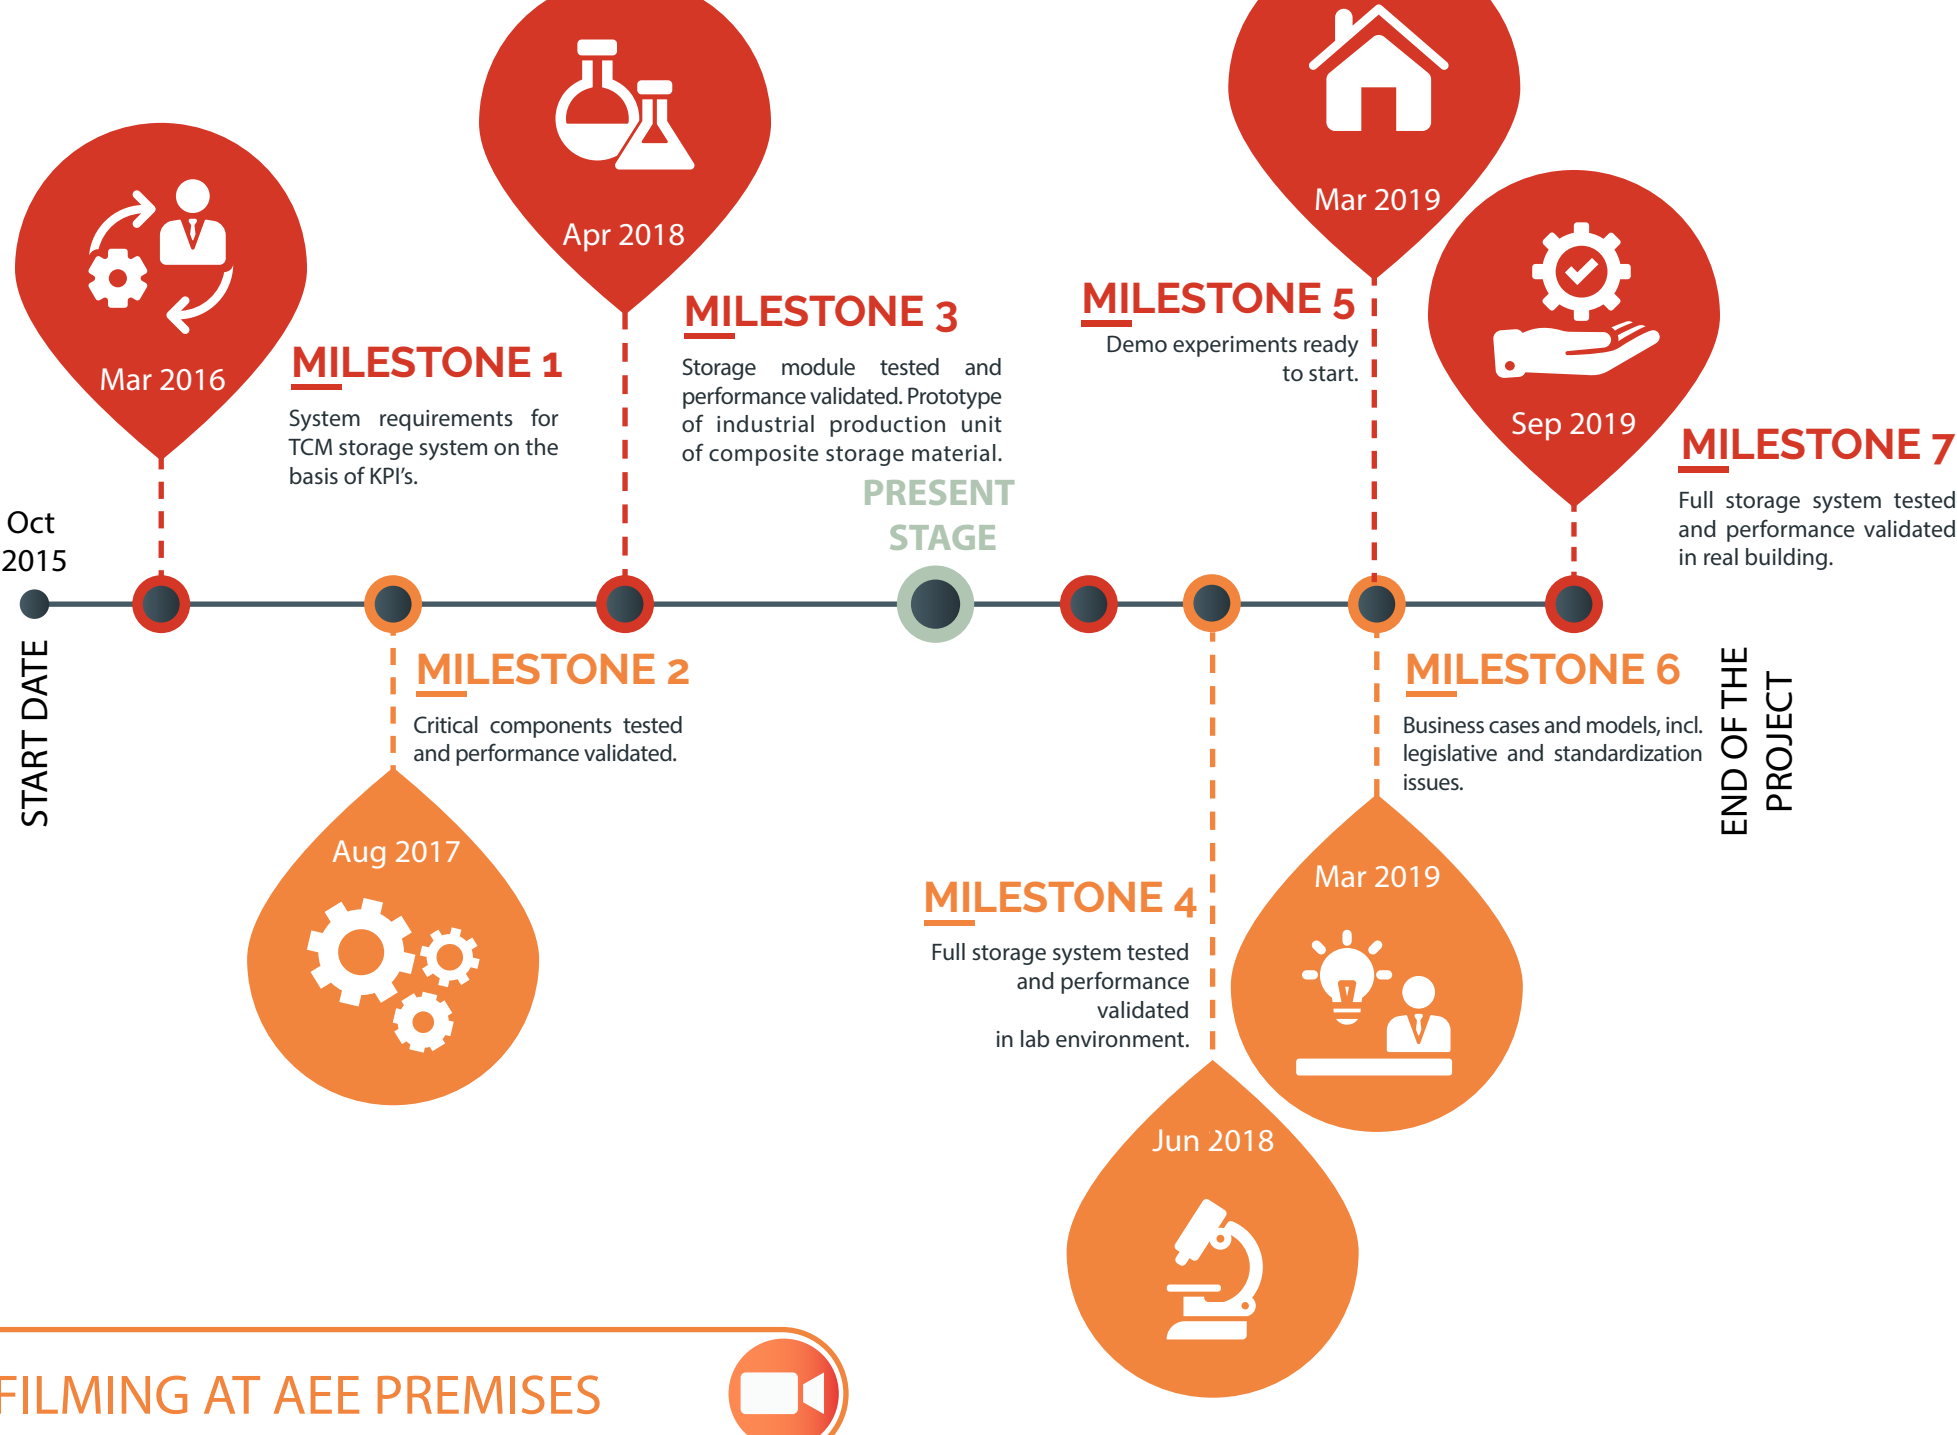 Mar 2016
MILESTONE 1
System requirements for
TCM storage system on the
basis of KPI's.
Apr 2018
MILESTONE 3
Storage module tested and
performance validated. Prototype
of industrial production unit
of composite storage material.
PRESENT
STAGE
Mar 2019
MILESTONE 5
Demo experiments ready
to start.
Sep 2019
MILESTONE 7
Full storage system tested
and performance validated
in real building.
Oct
2015
START DATE
MILESTONE 2
Critical components tested
and performance validated.
Aug 2017
MILESTONE 4
Full storage system tested
and performance
validated
in lab environment.
Jun 2018
MILESTONE 6
Business cases and models, incl.
legislative and standardization
issues.
Mar 2019
END OF THE
PROJECT
FILMING AT AEE PREMISES